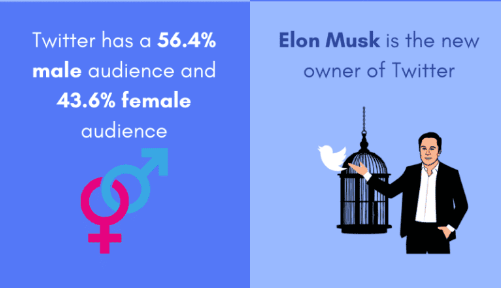 Twitter has a 56.4%
male audience and
43.6% female
audience
Elon Musk is the new
owner of Twitter